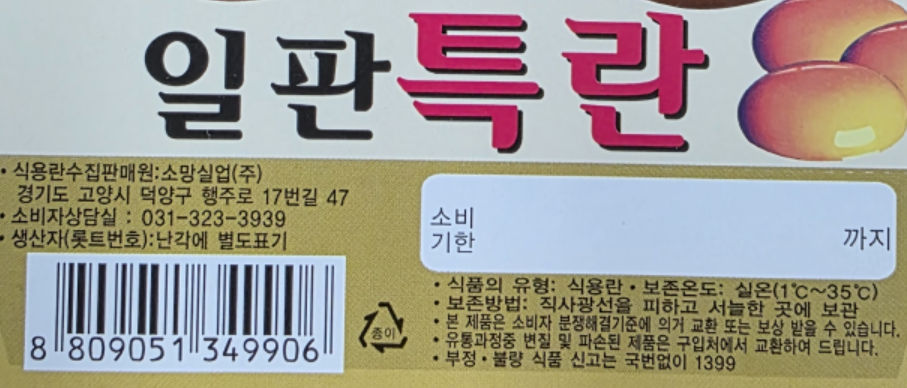 일판특란
• 식용란수집판매원:소망실업(주)
경기도 고양시 덕양구 행주로 17번길 47
• 소비자상담실 : 031-323-3939
• 생산자(롯트번호):난각에 별도표기
8 809051 349906
종이
소비
기한
까지
• 식품의 유형: 식용란 • 보존온도: 실온(1℃~35℃)
• 보존방법: 직사광선을 피하고 서늘한 곳에 보관
• 본 제품은 소비자 분쟁해결기준에 의거 교환 또는 보상 받을 수 있습니다.
• 유통과정중 변질 및 파손된 제품은 구입처에서 교환하여 드립니다.
• 부정 • 불량 식품 신고는 국번없이 1399